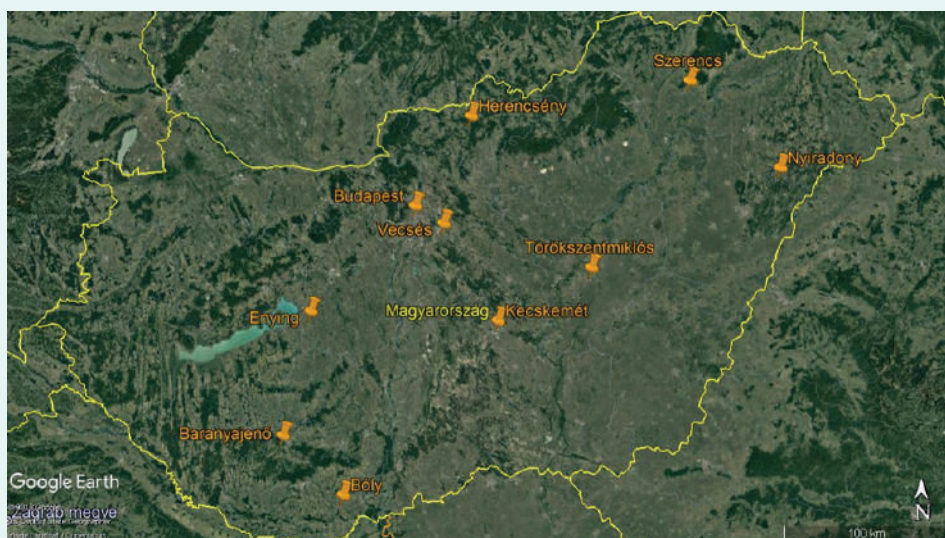 Szerencs
Herencsény
Nyíradony
Budapest
Vecsés
Törökszentmiklós
Enying
Magyarország
Kecskemét
Baranyajenő
Bóly
Google Earth
Zágráb megye
100 km
N